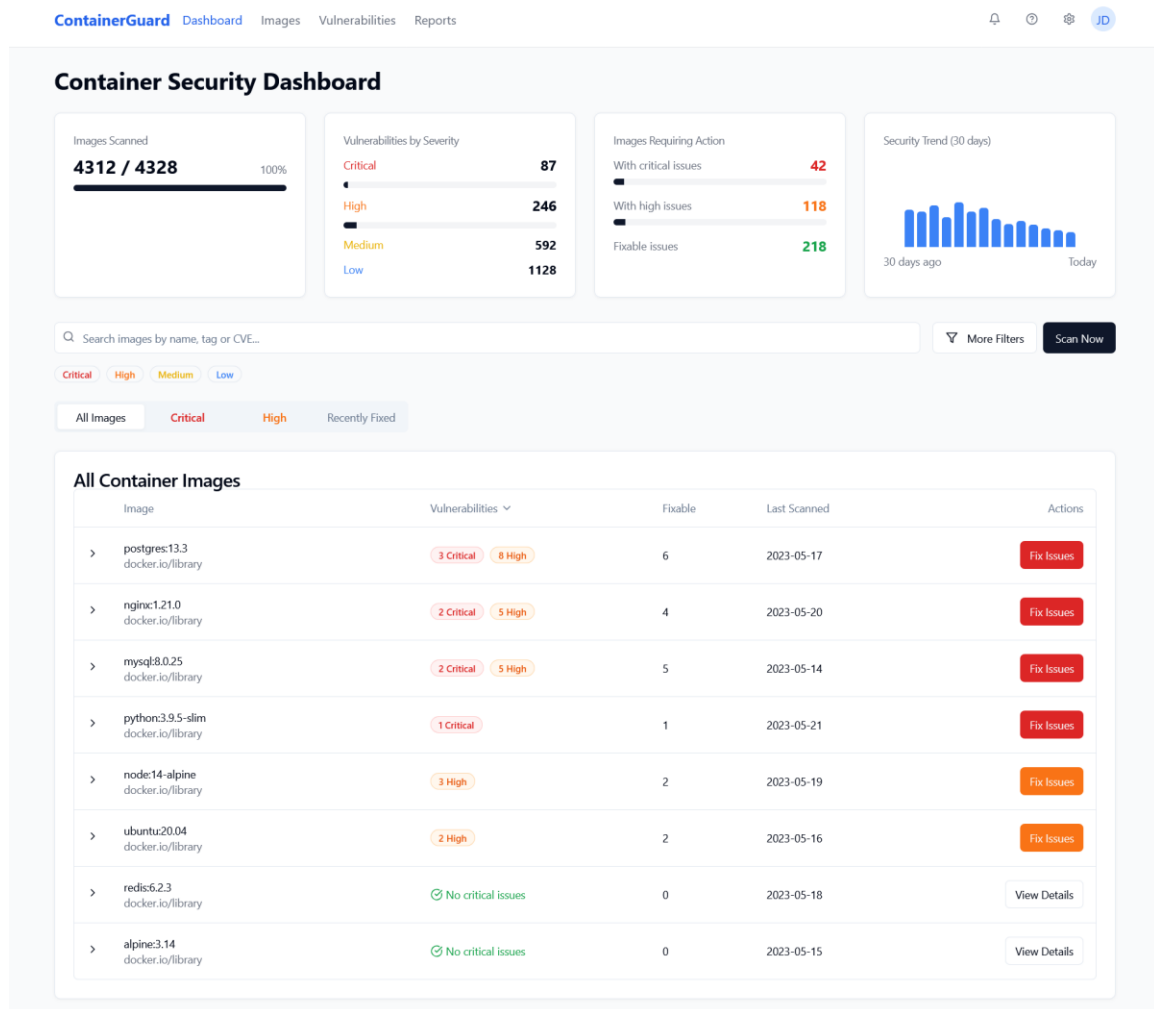 ContainerGuard Dashboard Images Vulnerabilities Reports JD
Container Security Dashboard
Images Scanned
4312 / 4328 100%
Vulnerabilities by Severity
Critical 87
High 246
Medium 592
Low 1128
Images Requiring Action
With critical issues 42
With high issues 118
Fixable issues 218
Security Trend (30 days)
30 days ago Today
Search images by name, tag or CVE...
More Filters
Scan Now
Critical High Medium Low
All Images Critical High Recently Fixed
All Container Images
Image Vulnerabilities Fixable Last Scanned Actions
postgres:13.3
docker.io/library
3 Critical 8 High 6 2023-05-17 Fix Issues
nginx:1.21.0
docker.io/library
2 Critical 5 High 4 2023-05-20 Fix Issues
mysql:8.0.25
docker.io/library
2 Critical 5 High 5 2023-05-14 Fix Issues
python:3.9.5-slim
docker.io/library
1 Critical 1 2023-05-21 Fix Issues
node:14-alpine
docker.io/library
3 High 2 2023-05-19 Fix Issues
ubuntu:20.04
docker.io/library
2 High 2 2023-05-16 Fix Issues
redis:6.2.3
docker.io/library
No critical issues 0 2023-05-18 View Details
alpine:3.14
docker.io/library
No critical issues 0 2023-05-15 View Details